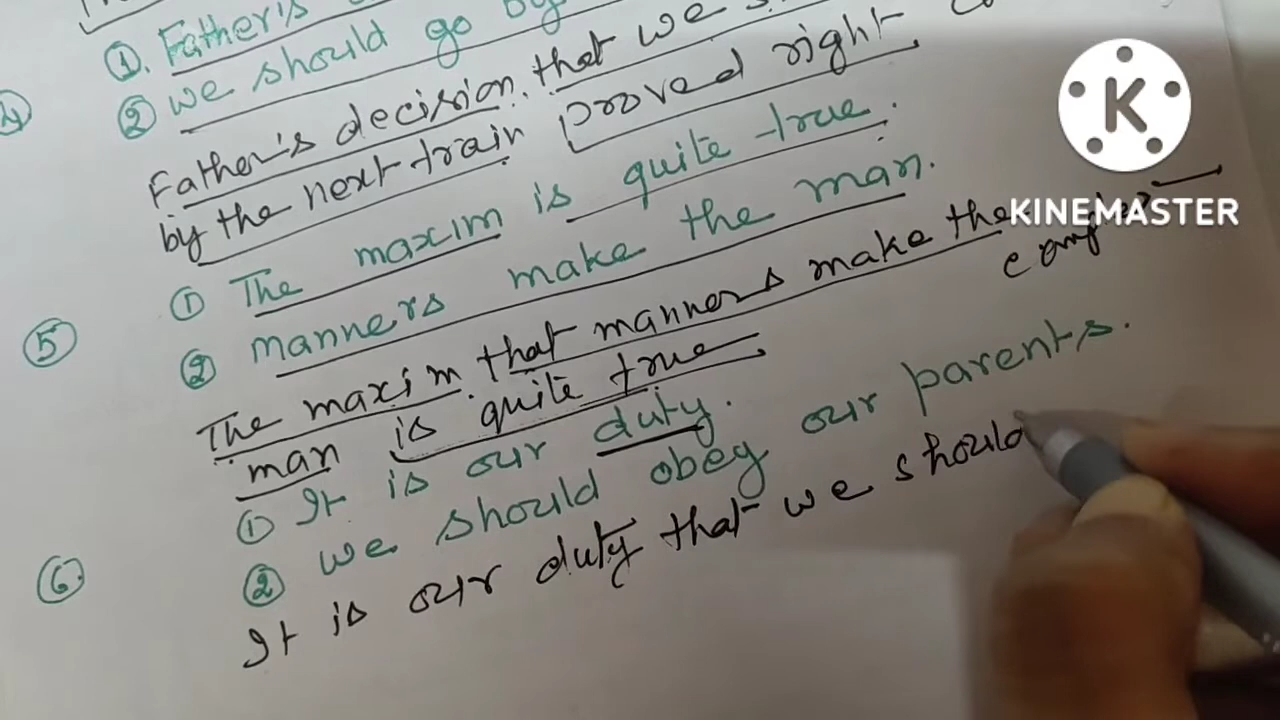 ① . Father's
② we should go by
④ Father's decision that we
by the next train proved right
① The maxim is quite true.
⑤ ② manners make the man.
The maxim that manners make the
man is quite true
① It is our duty.
⑥ ② we should obey our parents.
It is our duty that we should
K
KINEMASTER